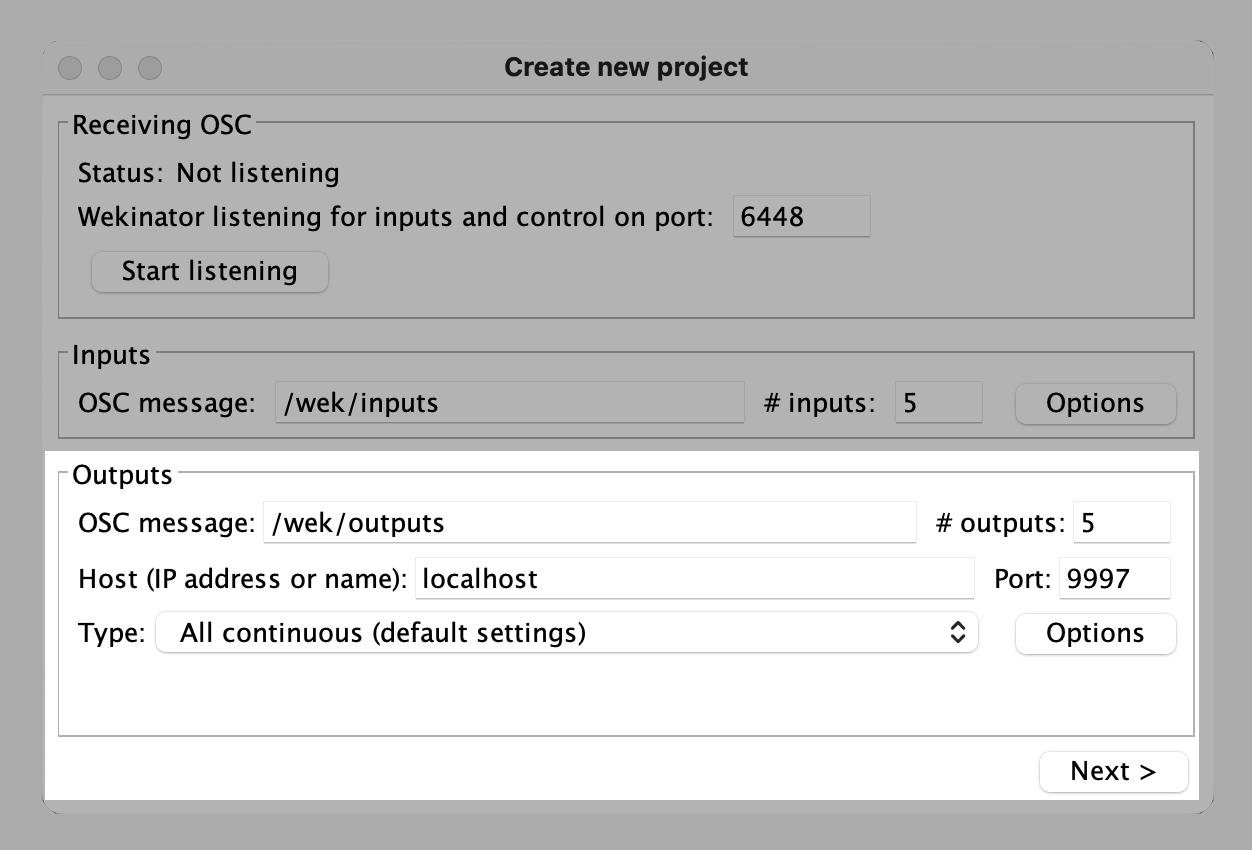 Create new project
Receiving OSC
Status: Not listening
Wekinator listening for inputs and control on port: 6448
Start listening
Inputs
OSC message: /wek/inputs # inputs: 5 Options
Outputs
OSC message: /wek/outputs # outputs: 5
Host (IP address or name): localhost Port: 9997
Type: All continuous (default settings) Options
Next >